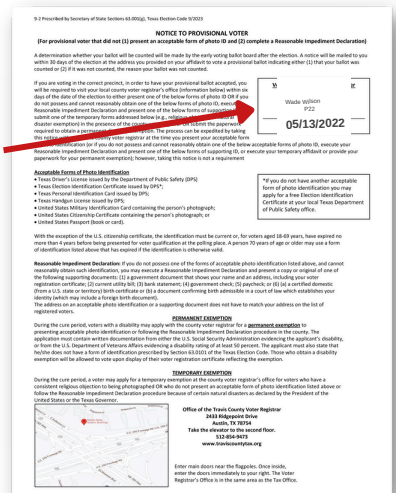 9-2 Prescribed by Secretary of State Sections 63.001(g), Texas Election Code 9/2023
NOTICE TO PROVISIONAL VOTER
(For provisional voter that did not (1) present an acceptable form of photo ID and (2) complete a Reasonable Impediment Declaration)
A determination whether your ballot will be counted will be made by the early voting ballot board after the election. A notice will be mailed to you
within 30 days of the election at the address you provided on your affidavit to vote a provisional ballot indicating either (1) that your ballot was
counted or (2) if it was not counted, the reason your ballot was not counted.
If you are voting in the correct precinct, in order to have your provisional ballot accepted, you
will be required to visit your local county voter registrar's office (information below) within six
days of the date of the election to either present one of the below forms of photo ID OR if you
do not possess and cannot reasonably obtain one of the below forms of photo ID, execute
Reasonable Impediment Declaration and present one of the below forms of supporting
submit one of the temporary forms addressed below (e.g.,
disaster exemption) in the presence of the county submit the paperwork
required to obtain a permanent The process can be expedited by taking
this notice voter registrar at the time you present your acceptable form
identification (or if you do not possess and cannot reasonably obtain one of the below acceptable forms of photo ID, execute your
Reasonable Impediment Declaration and present one of the below forms of supporting ID, or execute your temporary affidavit or provide your
paperwork for your permanent exemption); however, taking this notice is not a requirement
Wade Wilson
P22
05/13/2022
Acceptable Forms of Photo Identification
• Texas Driver's License issued by the Department of Public Safety (DPS)
• Texas Election Identification Certificate issued by DPS*;
• Texas Personal Identification Card issued by DPS;
• Texas Handgun License issued by DPS;
• United States Military Identification Card containing the person's photograph;
• United States Citizenship Certificate containing the person's photograph; or
• United States Passport (book or card).
*If you do not have another acceptable
form of photo identification you may
apply for a free Election Identification
Certificate at your local Texas Department
of Public Safety office.
With the exception of the U.S. citizenship certificate, the identification must be current or, for voters aged 18-69 years, have expired no
more than 4 years before being presented for voter qualification at the polling place. A person 70 years of age or older may use a form
of identification listed above that has expired if the identification is otherwise valid.
Reasonable Impediment Declaration: If you do not possess one of the forms of acceptable photo identification listed above, and cannot
reasonably obtain such identification, you may execute a Reasonable Impediment Declaration and present a copy or original of one of
the following supporting documents: (1) a government document that shows your name and an address, including your voter
registration certificate; (2) current utility bill; (3) bank statement; (4) government check; (5) paycheck; or (6) (a) a certified domestic
(from a U.S. state or territory) birth certificate or (b) a document confirming birth admissible in a court of law which establishes your
identity (which may include a foreign birth document).
The address on an acceptable photo identification or a supporting document does not have to match your address on the list of
registered voters.
PERMANENT EXEMPTION
During the cure period, voters with a disability may apply with the county voter registrar for a permanent exemption to
presenting acceptable photo identification or following the Reasonable Impediment Declaration procedure in the county. The
application must contain written documentation from either the U.S. Social Security Administration evidencing the applicant's disability,
or from the U.S. Department of Veterans Affairs evidencing a disability rating of at least 50 percent. The applicant must also state that
he/she does not have a form of identification prescribed by Section 63.0101 of the Texas Election Code. Those who obtain a disability
exemption will be allowed to vote upon display of their voter registration certificate reflecting the exemption.
TEMPORARY EXEMPTION
During the cure period, a voter may apply for a temporary exemption at the county voter registrar's office for voters who have a
consistent religious objection to being photographed OR who do not present an acceptable form of photo identification listed above or
follow the Reasonable Impediment Declaration procedure because of certain natural disasters as declared by the President of the
United States or the Texas Governor.
Office of the Travis County Voter Registrar
2433 Ridgepoint Drive
Austin, TX 78754
Take the elevator to the second floor.
512-854-9473
www.traviscountytax.org
Enter main doors near the flagpoles. Once inside,
enter the doors immediately to your right. The Voter
Registrar's Office is in the same area as the Tax Office.